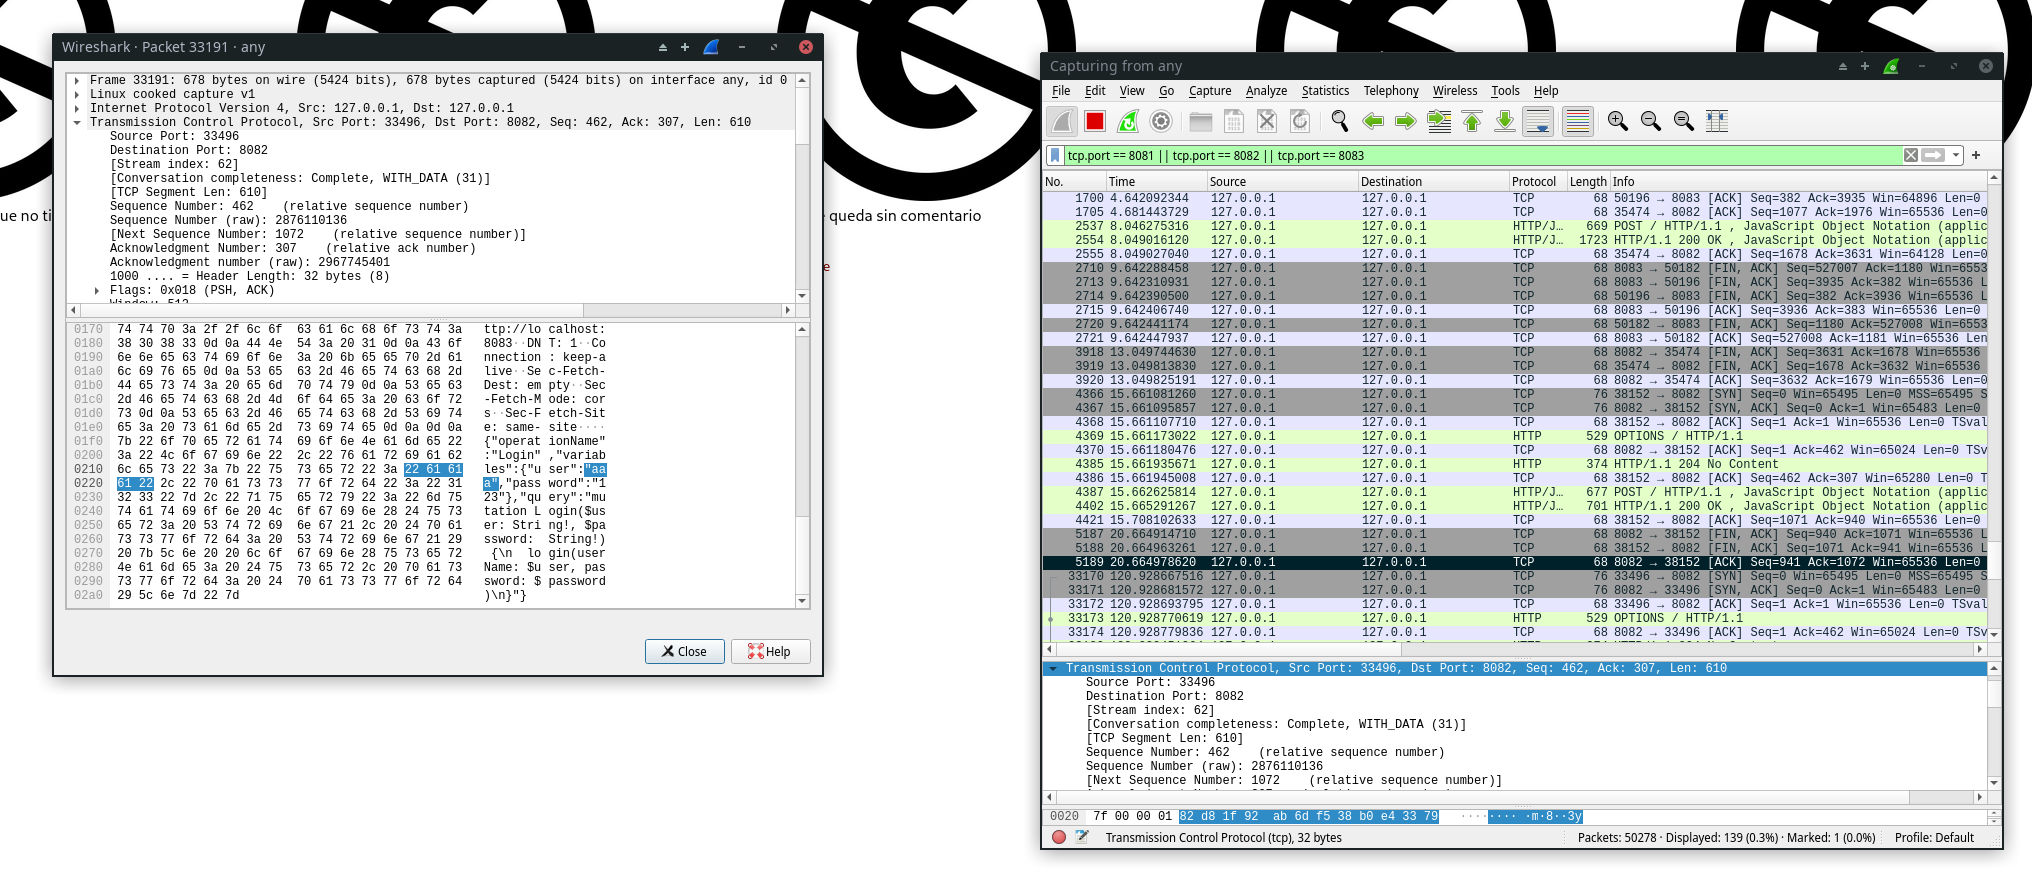 Wireshark · Packet 33191 · any
Frame 33191: 678 bytes on wire (5424 bits), 678 bytes captured (5424 bits) on interface any, id 0
Linux cooked capture v1
Internet Protocol Version 4, Src: 127.0.0.1, Dst: 127.0.0.1
Transmission Control Protocol, Src Port: 33496, Dst Port: 8082, Seq: 462, Ack: 307, Len: 610
Source Port: 33496
Destination Port: 8082
[Stream index: 62]
[Conversation completeness: Complete, WITH_DATA (31)]
[TCP Segment Len: 610]
Sequence Number: 462    (relative sequence number)
Sequence Number (raw): 2876110136
[Next Sequence Number: 1072    (relative sequence number)]
Acknowledgment Number: 307    (relative ack number)
Acknowledgment number (raw): 2967745401
1000 .... = Header Length: 32 bytes (8)
Flags: 0x018 (PSH, ACK)
Window: 512
0170 74 74 70 3a 2f 2f 6c 6f 63 61 6c 68 6f 73 74 3a ttp://lo calhost:
0180 38 30 38 33 0d 0a 44 4e 54 3a 20 31 0d 0a 43 6f 8083··DN T: 1··Co
0190 6e 6e 65 63 74 69 6f 6e 3a 20 6b 65 65 70 2d 61 nnection : keep-a
01a0 6c 69 76 65 0d 0a 53 65 63 2d 46 65 74 63 68 2d live··Se c-Fetch-
01b0 44 65 73 74 3a 20 65 6d 70 74 79 0d 0a 53 65 63 Dest: em pty··Sec
01c0 2d 46 65 74 63 68 2d 4d 6f 64 65 3a 20 63 6f 72 -Fetch-M ode: cor
01d0 73 0d 0a 53 65 63 2d 46 65 74 63 68 2d 53 69 74 s··Sec-F etch-Sit
01e0 65 3a 20 73 61 6d 65 2d 73 69 74 65 0d 0a 0d 0a e: same- site····
01f0 7b 22 6f 70 65 72 61 74 69 6f 6e 4e 61 6d 65 22 {"operat ionName"
0200 3a 22 4c 6f 67 69 6e 22 2c 22 76 61 72 69 61 62 :"Login" ,"variab
0210 6c 65 73 22 3a 7b 22 75 73 65 72 22 3a 22 61 61 les":{"u ser":"aa
0220 61 22 2c 22 70 61 73 73 77 6f 72 64 22 3a 22 31 a","pass word":"1
0230 32 33 22 7d 2c 22 71 75 65 72 79 22 3a 22 6d 75 23"},"qu ery":"mu
0240 74 61 74 69 6f 6e 20 4c 6f 67 69 6e 28 24 75 73 tation L ogin($us
0250 65 72 3a 20 53 74 72 69 6e 67 21 2c 20 24 70 61 er: Stri ng!, $pa
0260 73 73 77 6f 72 64 3a 20 53 74 72 69 6e 67 21 29 ssword:  String!)
0270 20 7b 5c 6e 20 20 6c 6f 67 69 6e 28 75 73 65 72 {\n  lo gin(user
0280 4e 61 6d 65 3a 20 24 75 73 65 72 2c 20 70 61 73 Name: $u ser, pas
0290 73 77 6f 72 64 3a 20 24 70 61 73 73 77 6f 72 64 sword: $ password
02a0 29 5c 6e 7d 22 7d )\n}"}
Close Help
ue no ti
queda sin comentario
e
Capturing from any
File Edit View Go Capture Analyze Statistics Telephony Wireless Tools Help
tcp.port == 8081 || tcp.port == 8082 || tcp.port == 8083
No. Time Source Destination Protocol Length Info
1700 4.642092344 127.0.0.1 127.0.0.1 TCP 68 50196 → 8083 [ACK] Seq=382 Ack=3935 Win=64896 Len=0
1705 4.681443729 127.0.0.1 127.0.0.1 TCP 68 35474 → 8082 [ACK] Seq=1077 Ack=1976 Win=65536 Len=0
2537 8.046275316 127.0.0.1 127.0.0.1 HTTP/J… 669 POST / HTTP/1.1 , JavaScript Object Notation (applic
2554 8.049016120 127.0.0.1 127.0.0.1 HTTP/J… 1723 HTTP/1.1 200 OK , JavaScript Object Notation (applic
2555 8.049027040 127.0.0.1 127.0.0.1 TCP 68 35474 → 8082 [ACK] Seq=1678 Ack=3631 Win=64128 Len=0
2710 9.642288458 127.0.0.1 127.0.0.1 TCP 68 8083 → 50182 [FIN, ACK] Seq=527007 Ack=1180 Win=6553
2713 9.642310931 127.0.0.1 127.0.0.1 TCP 68 8083 → 50196 [FIN, ACK] Seq=3935 Ack=382 Win=65536 L
2714 9.642390500 127.0.0.1 127.0.0.1 TCP 68 50196 → 8083 [FIN, ACK] Seq=382 Ack=3936 Win=65536 L
2715 9.642406740 127.0.0.1 127.0.0.1 TCP 68 8083 → 50196 [ACK] Seq=3936 Ack=383 Win=65536 Len=0
2720 9.642441174 127.0.0.1 127.0.0.1 TCP 68 50182 → 8083 [FIN, ACK] Seq=1180 Ack=527008 Win=6553
2721 9.642447937 127.0.0.1 127.0.0.1 TCP 68 8083 → 50182 [ACK] Seq=527008 Ack=1181 Win=65536 Len
3918 13.049744630 127.0.0.1 127.0.0.1 TCP 68 8082 → 35474 [FIN, ACK] Seq=3631 Ack=1678 Win=65536
3919 13.049813830 127.0.0.1 127.0.0.1 TCP 68 35474 → 8082 [FIN, ACK] Seq=1678 Ack=3632 Win=65536
3920 13.049825191 127.0.0.1 127.0.0.1 TCP 68 8082 → 35474 [ACK] Seq=3632 Ack=1679 Win=65536 Len=0
4366 15.661081260 127.0.0.1 127.0.0.1 TCP 76 38152 → 8082 [SYN] Seq=0 Win=65495 Len=0 MSS=65495 S
4367 15.661095857 127.0.0.1 127.0.0.1 TCP 76 8082 → 38152 [SYN, ACK] Seq=0 Ack=1 Win=65483 Len=0
4368 15.661107710 127.0.0.1 127.0.0.1 TCP 68 38152 → 8082 [ACK] Seq=1 Ack=1 Win=65536 Len=0 TSval
4369 15.661173022 127.0.0.1 127.0.0.1 HTTP 529 OPTIONS / HTTP/1.1
4370 15.661180476 127.0.0.1 127.0.0.1 TCP 68 8082 → 38152 [ACK] Seq=1 Ack=462 Win=65024 Len=0 TSv
4385 15.661935671 127.0.0.1 127.0.0.1 HTTP 374 HTTP/1.1 204 No Content
4386 15.661945008 127.0.0.1 127.0.0.1 TCP 68 38152 → 8082 [ACK] Seq=462 Ack=307 Win=65280 Len=0 T
4387 15.662625814 127.0.0.1 127.0.0.1 HTTP/J… 677 POST / HTTP/1.1 , JavaScript Object Notation (applic
4402 15.665291267 127.0.0.1 127.0.0.1 HTTP/J… 701 HTTP/1.1 200 OK , JavaScript Object Notation (applic
4421 15.708102633 127.0.0.1 127.0.0.1 TCP 68 38152 → 8082 [ACK] Seq=1071 Ack=940 Win=65536 Len=0
5187 20.664914710 127.0.0.1 127.0.0.1 TCP 68 8082 → 38152 [FIN, ACK] Seq=940 Ack=1071 Win=65536 L
5188 20.664963261 127.0.0.1 127.0.0.1 TCP 68 38152 → 8082 [FIN, ACK] Seq=1071 Ack=941 Win=65536 L
5189 20.664978620 127.0.0.1 127.0.0.1 TCP 68 8082 → 38152 [ACK] Seq=941 Ack=1072 Win=65536 Len=0
33170 120.928667516 127.0.0.1 127.0.0.1 TCP 76 33496 → 8082 [SYN] Seq=0 Win=65495 Len=0 MSS=65495 S
33171 120.928681572 127.0.0.1 127.0.0.1 TCP 76 8082 → 33496 [SYN, ACK] Seq=0 Ack=1 Win=65483 Len=0
33172 120.928693795 127.0.0.1 127.0.0.1 TCP 68 33496 → 8082 [ACK] Seq=1 Ack=1 Win=65536 Len=0 TSval
33173 120.928770619 127.0.0.1 127.0.0.1 HTTP 529 OPTIONS / HTTP/1.1
33174 120.928779836 127.0.0.1 127.0.0.1 TCP 68 8082 → 33496 [ACK] Seq=1 Ack=462 Win=65024 Len=0 TSv
Transmission Control Protocol, Src Port: 33496, Dst Port: 8082, Seq: 462, Ack: 307, Len: 610
Source Port: 33496
Destination Port: 8082
[Stream index: 62]
[Conversation completeness: Complete, WITH_DATA (31)]
[TCP Segment Len: 610]
Sequence Number: 462    (relative sequence number)
Sequence Number (raw): 2876110136
[Next Sequence Number: 1072    (relative sequence number)]
0020 7f 00 00 01 82 d8 1f 92 ab 6d f5 38 b0 e4 33 79 ········ ·m·8··3y
Transmission Control Protocol (tcp), 32 bytes
Packets: 50278 · Displayed: 139 (0.3%) · Marked: 1 (0.0%)
Profile: Default